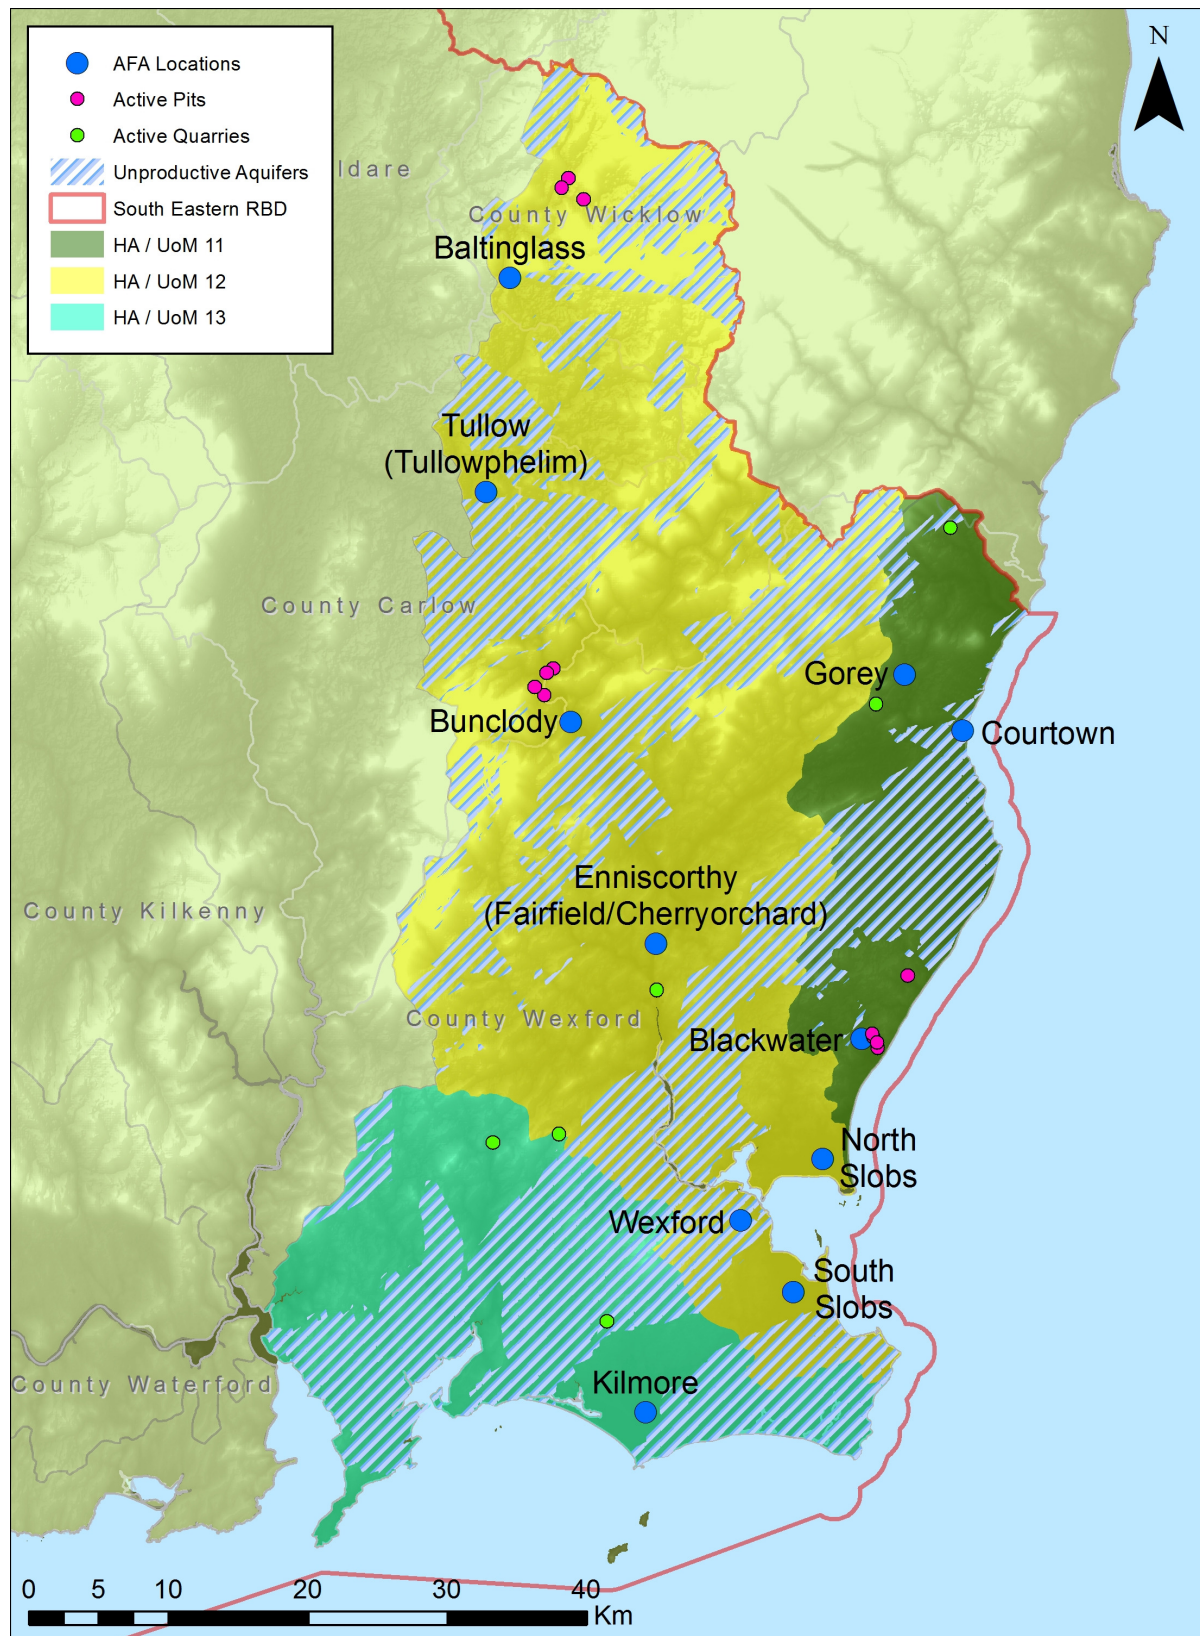 AFA Locations
Active Pits
Active Quarries
Unproductive Aquifers
South Eastern RBD
HA / UoM 11
HA / UoM 12
HA / UoM 13
N
ldare
County Wicklow
Baltinglass
Tullow
(Tullowphelim)
County Carlow
Gorey
Bunclody
Courtown
Enniscorthy
(Fairfield/Cherryorchard)
County Kilkenny
County Wexford
Blackwater
North
Slobs
Wexford
South
Slobs
County Waterford
Kilmore
0 5 10 20 30 40
Km